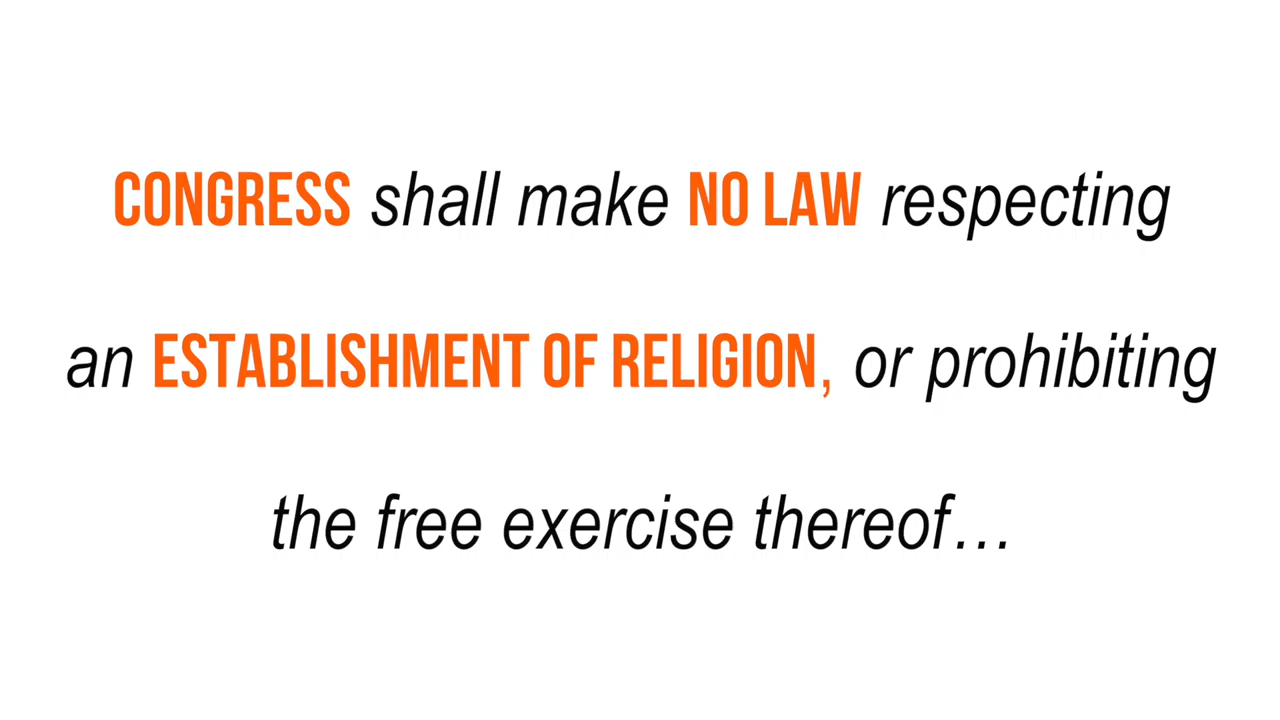 CONGRESS shall make NO LAW respecting
an ESTABLISHMENT OF RELIGION, or prohibiting
the free exercise thereof...